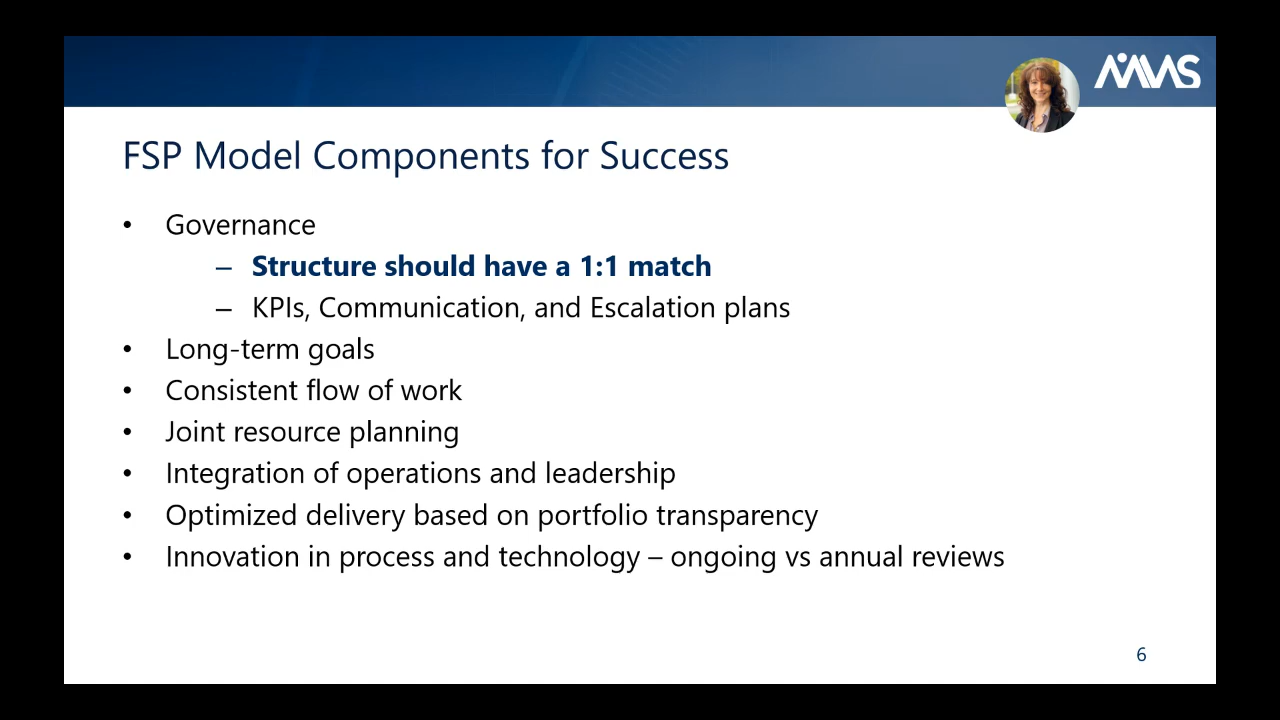 MMS
FSP Model Components for Success
• Governance
– Structure should have a 1:1 match
– KPIs, Communication, and Escalation plans
• Long-term goals
• Consistent flow of work
• Joint resource planning
• Integration of operations and leadership
• Optimized delivery based on portfolio transparency
• Innovation in process and technology – ongoing vs annual reviews
6